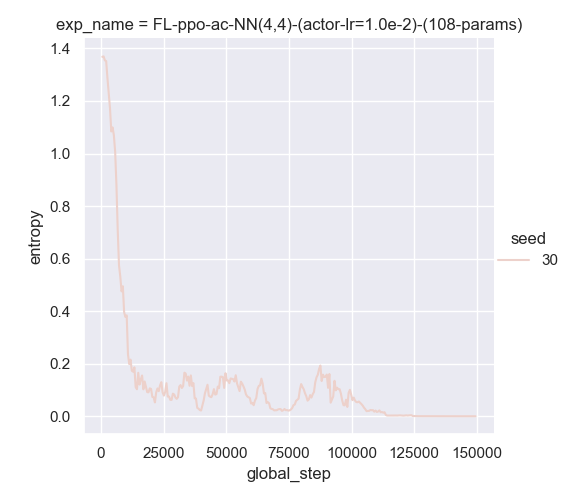 exp_name = FL-ppo-ac-NN(4,4)-(actor-lr=1.0e-2)-(108-params)
1.4
1.2
1.0
0.8
0.6
0.4
0.2
0.0
entropy
0 25000 50000 75000 100000 125000 150000
global_step
seed
30